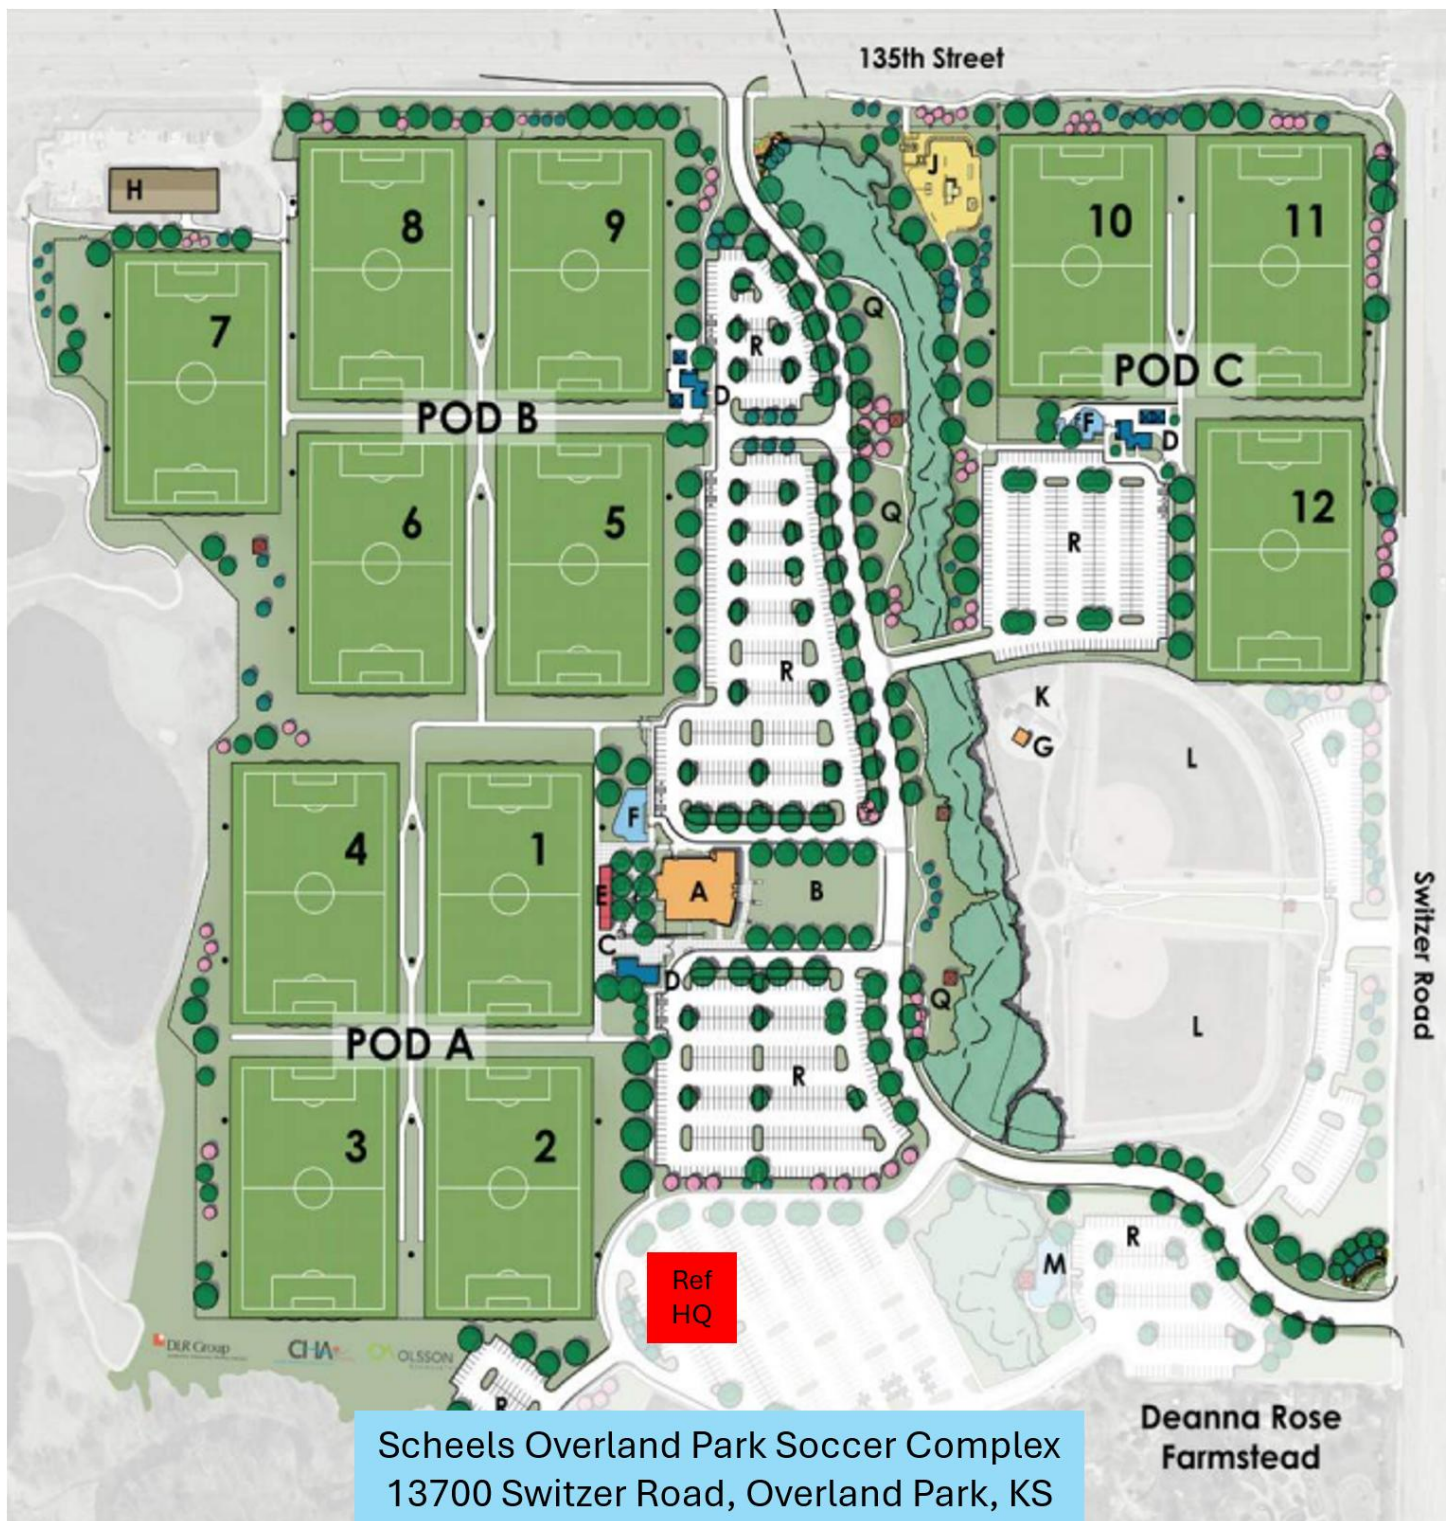 135th Street
H
J
8
9
10
11
7
Q
R
POD C
POD B
D
F
D
6
5
Q
12
R
R
K
G
L
F
4
1
E
A
B
C
D
Q
L
Switzer Road
POD A
R
3
2
R
M
Ref
HQ
DLR Group
CHA
OLSSON
R
Deanna Rose
Farmstead
Scheels Overland Park Soccer Complex
13700 Switzer Road, Overland Park, KS